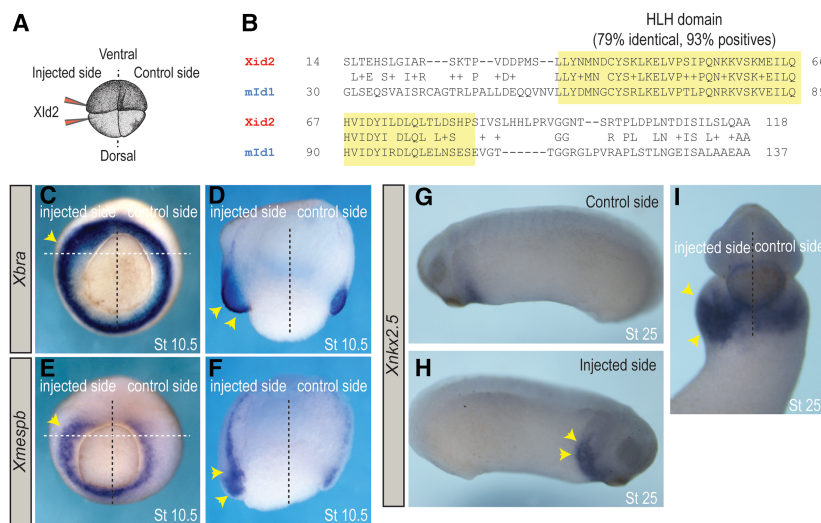 A
Ventral
Injected side Control side
XId2
Dorsal
B
HLH domain
(79% identical, 93% positives)
Xid2 14 SLTEHSLGIAR---SKTP--VDDPMS-LLYNMNDCYSKLKELVPSIPQNKKVSKMEILQ 66
L+E S+ I+R ++ P +D+ LLY+MN CYS+LKELVP++PQN+KVSK+EILQ
mId1 30 GLSEQSVAISRCAGTRLPALLDEQQVNVLLYDMNGCYSRLKELVPTLPQNRKVSKVEILQ 89
Xid2 67 HVIDYILDLQLTLDSHPSIVSLHHLPRVGGNT--SRTPLDPLNTDISILSLQAA 118
HVIDYI DLQL L+S + + GG R PL LN +IS L+ +AA
mId1 90 HVIDYIRDLQLELNSESEVGT------TGGRGLPVRAPLSTLNGEISALAAEAA 137
C
injected side control side
St 10.5
D
injected side control side
St 10.5
Xbra
E
injected side control side
St 10.5
F
injected side control side
St 10.5
Xmespb
G
Control side
St 25
H
Injected side
St 25
Xnkx2.5
I
injected side control side
St 25